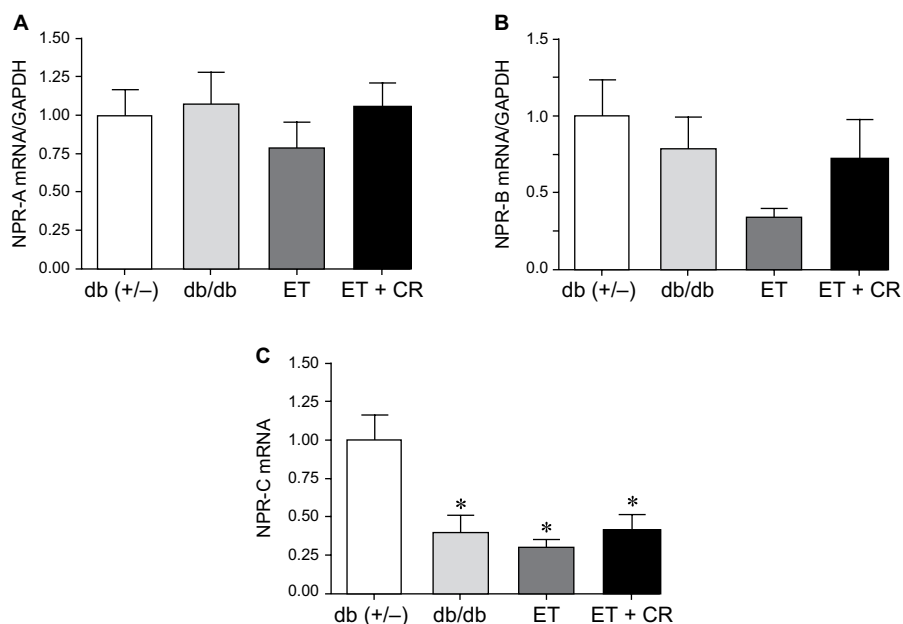 A
NPR-A mRNA/GAPDH
1.50
1.25
1.00
0.75
0.50
0.25
0.00
db (+/–)
db/db
ET
ET + CR
B
NPR-B mRNA/GAPDH
1.5
1.0
0.5
0.0
db (+/–)
db/db
ET
ET + CR
C
NPR-C mRNA
1.50
1.25
1.00
0.75
0.50
0.25
0.00
*
*
*
db (+/–)
db/db
ET
ET + CR